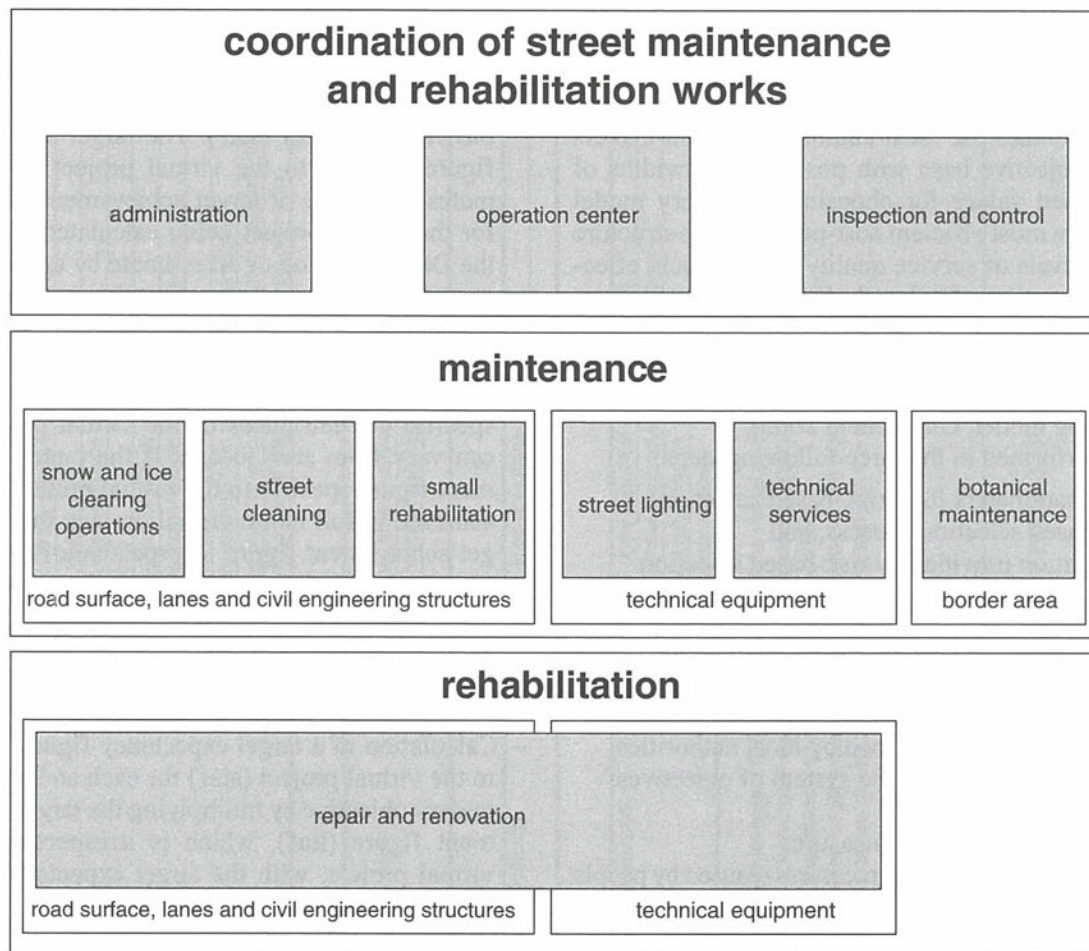 coordination of street maintenance
and rehabilitation works
administration
operation center
inspection and control
maintenance
snow and ice
clearing
operations
street
cleaning
small
rehabilitation
road surface, lanes and civil engineering structures
street lighting
technical
services
technical equipment
botanical
maintenance
border area
rehabilitation
repair and renovation
road surface, lanes and civil engineering structures
technical equipment